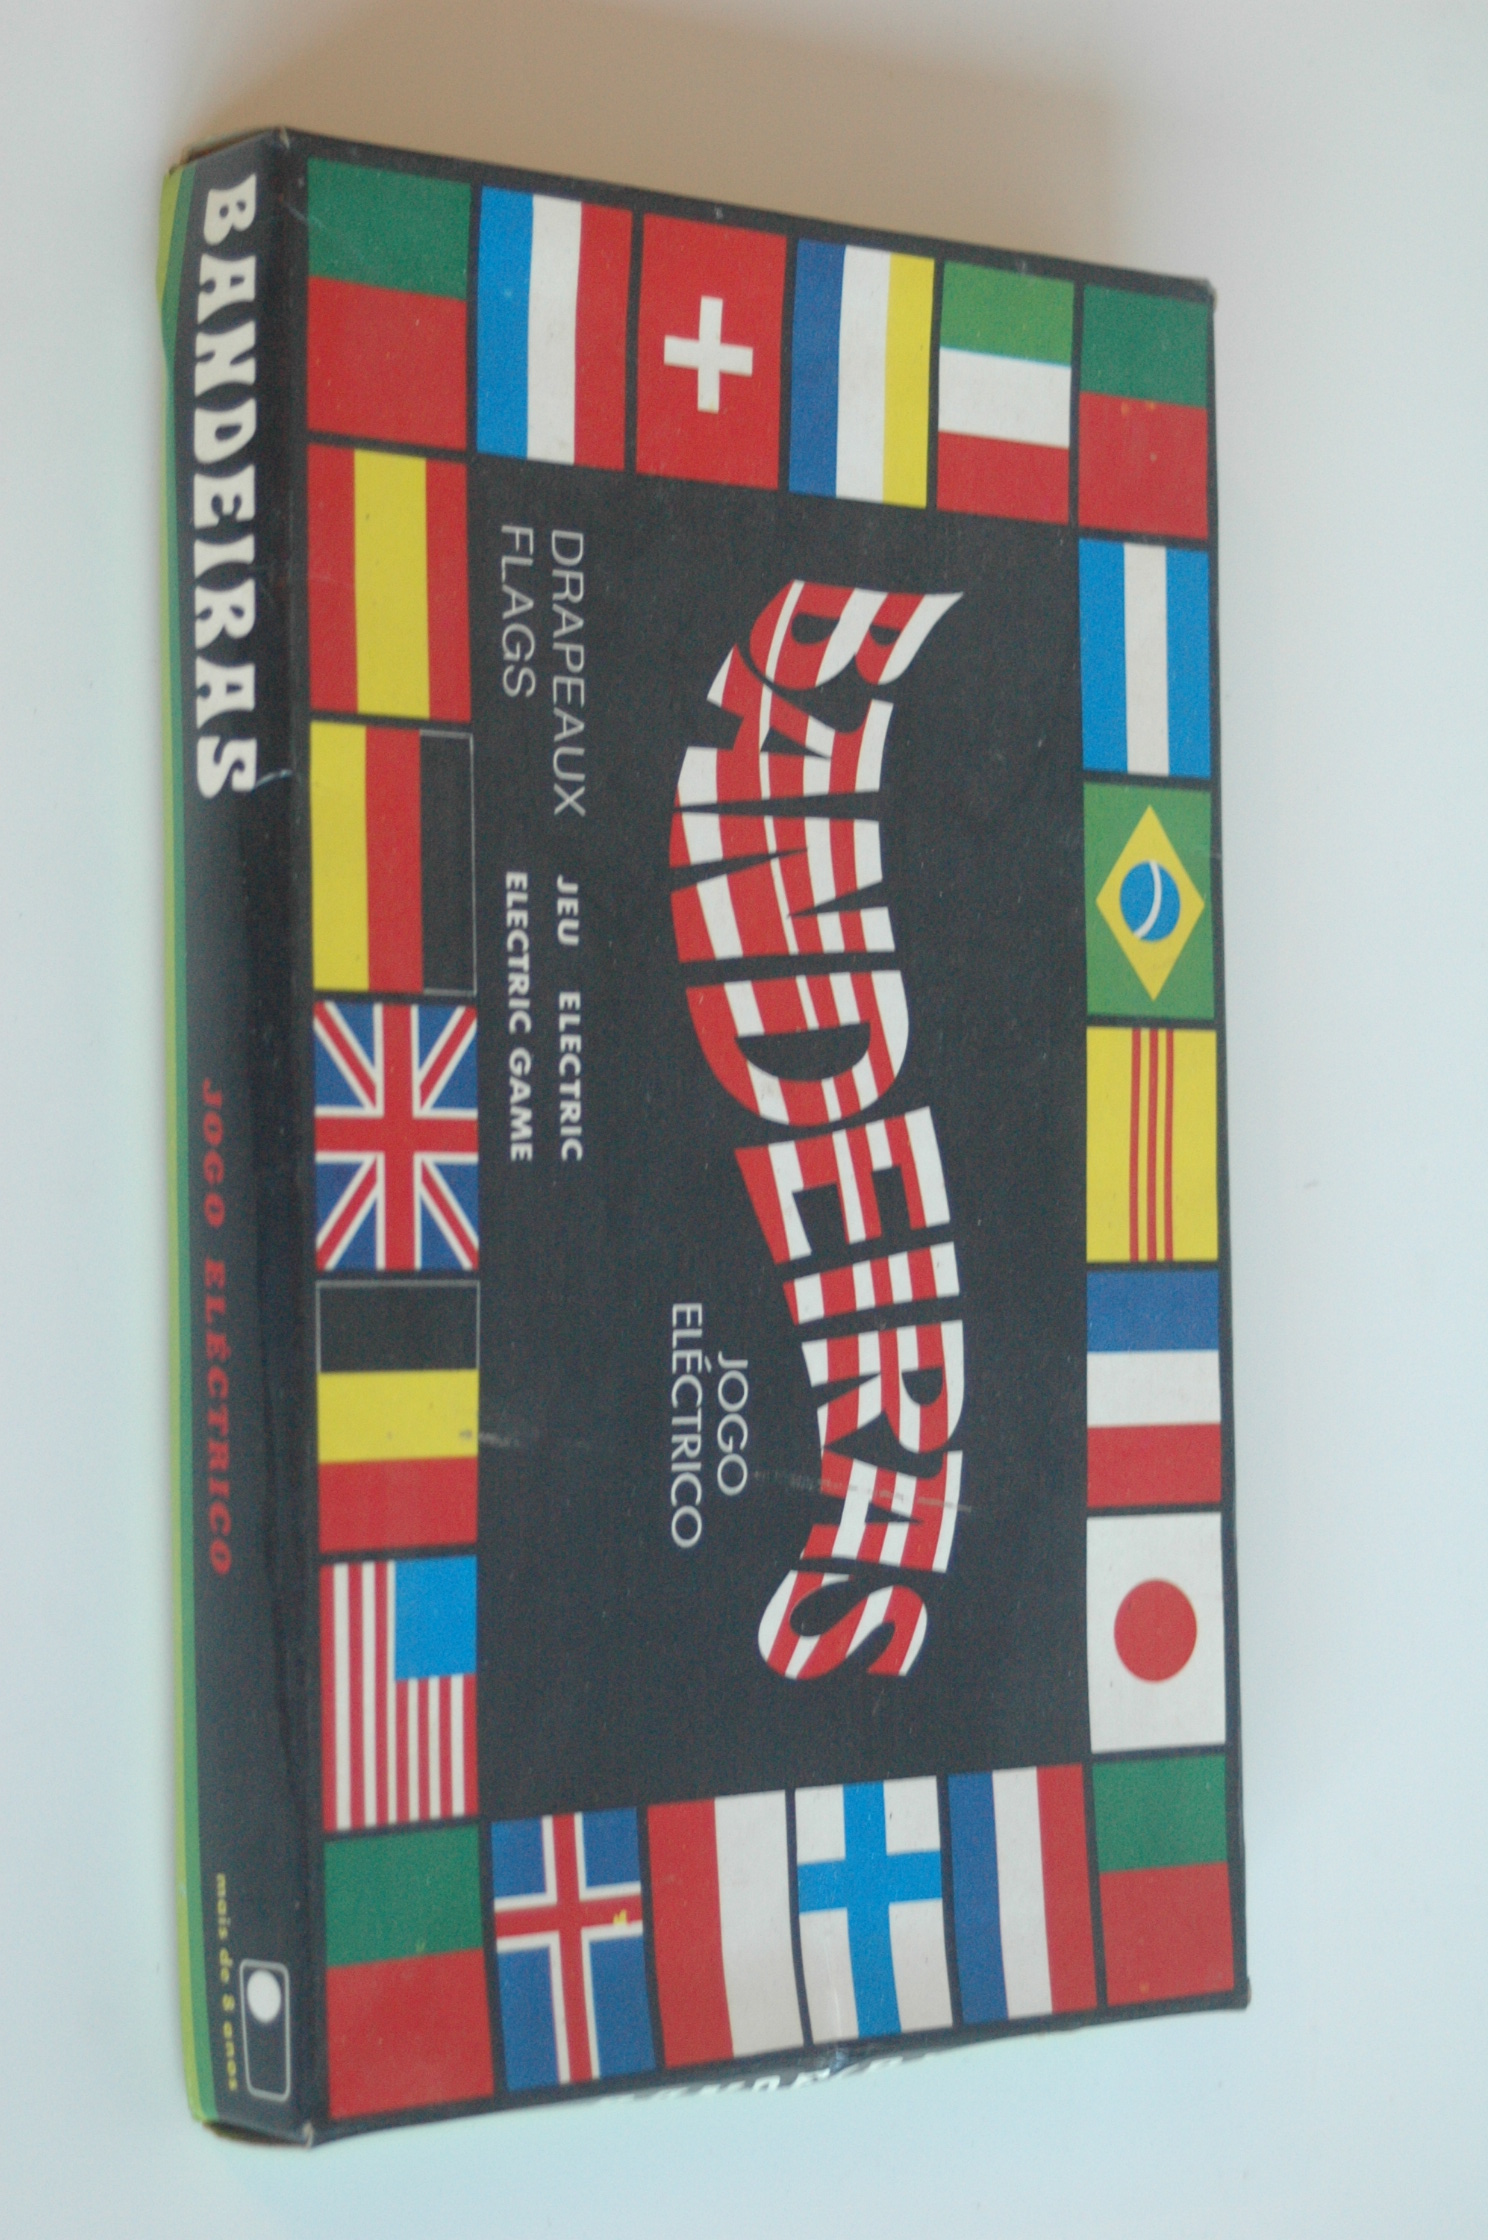 BANDEIRAS
JOGO
ELÉCTRICO
DRAPEAUX JEU ELECTRIC
FLAGS ELECTRIC GAME
BANDEIRAS JOGO ELÉCTRICO mais de 8 anos